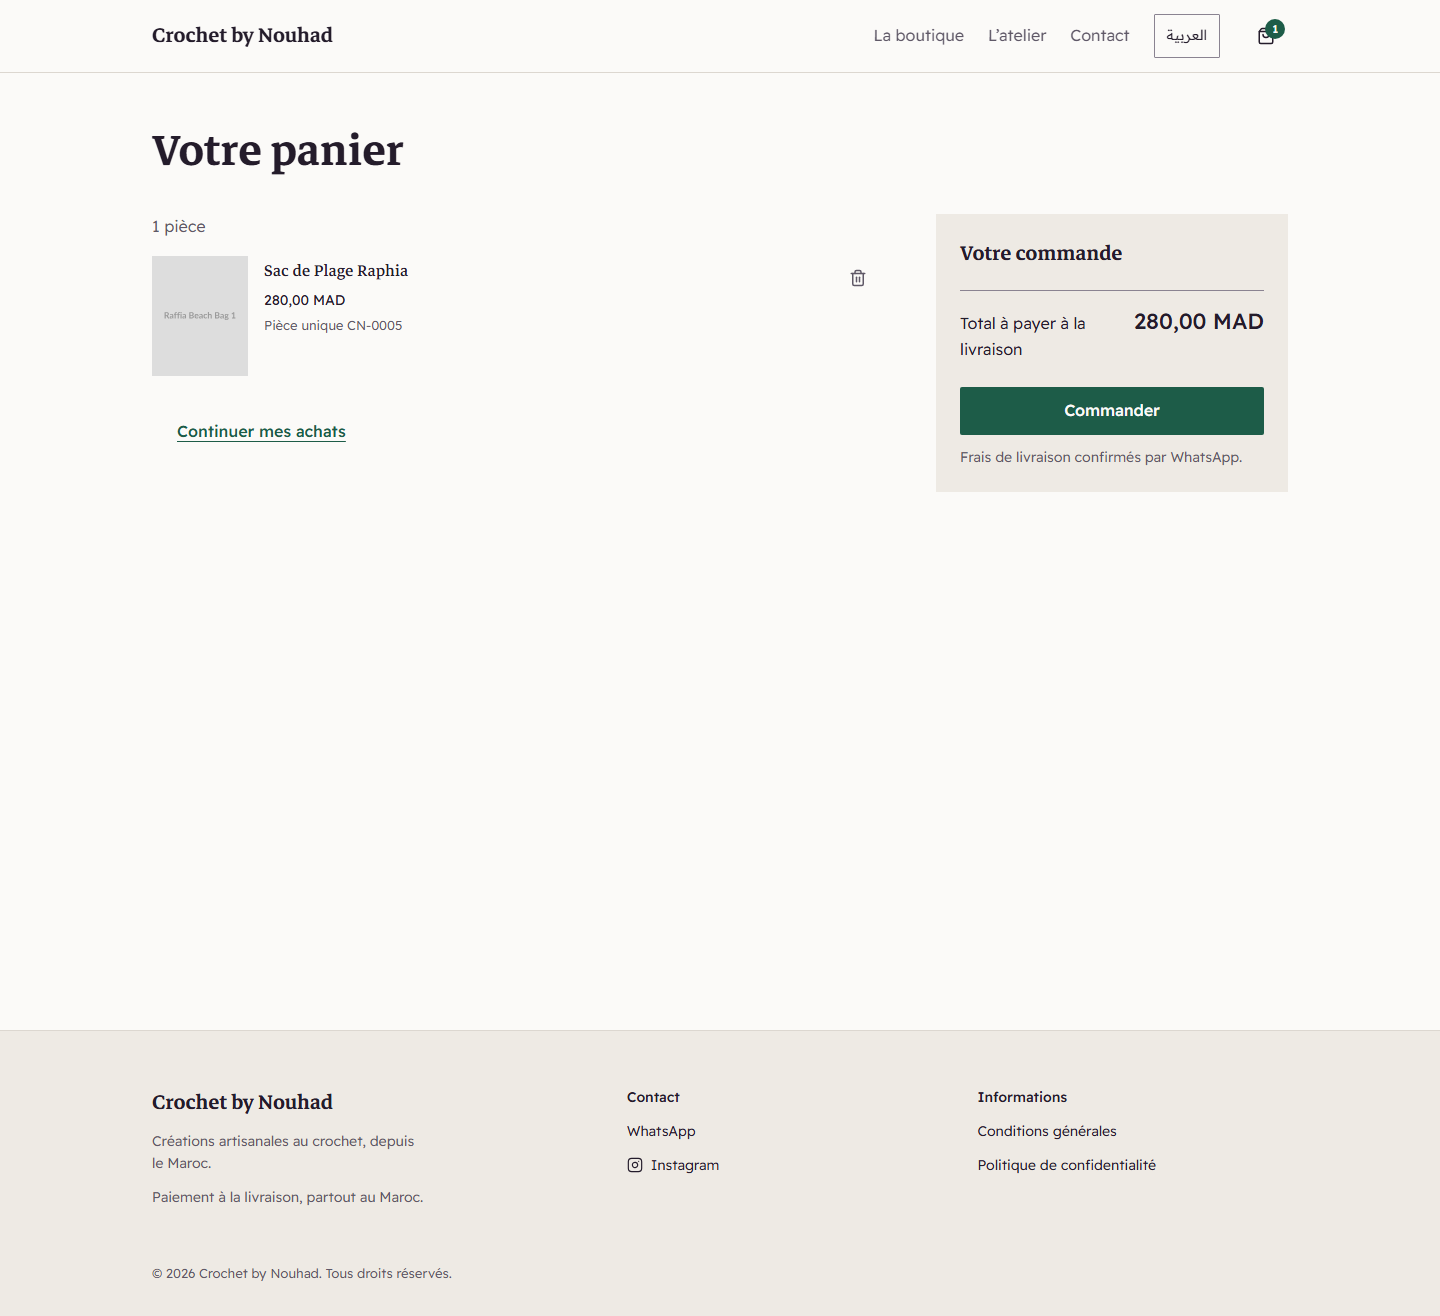 Crochet by Nouhad
La boutique
L’atelier
Contact
العربية
1
Votre panier
1 pièce
Raffia Beach Bag 1
Sac de Plage Raphia
280,00 MAD
Pièce unique CN-0005
Continuer mes achats
Votre commande
Total à payer à la
livraison
280,00 MAD
Commander
Frais de livraison confirmés par WhatsApp.
Crochet by Nouhad
Créations artisanales au crochet, depuis
le Maroc.
Paiement à la livraison, partout au Maroc.
Contact
WhatsApp
Instagram
Informations
Conditions générales
Politique de confidentialité
© 2026 Crochet by Nouhad. Tous droits réservés.